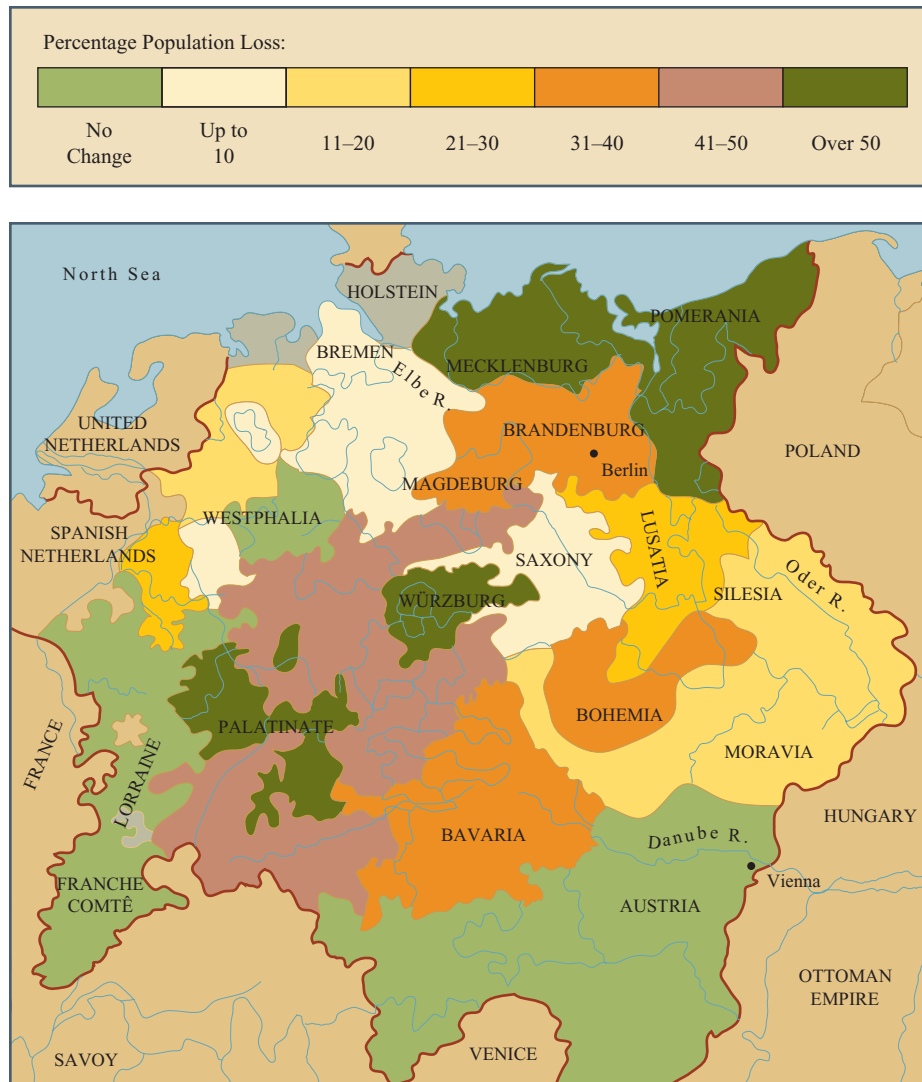 Percentage Population Loss:
No
Change
Up to
10
11–20
21–30
31–40
41–50
Over 50
North Sea
HOLSTEIN
POMERANIA
BREMEN
MECKLENBURG
Elbe R.
UNITED
NETHERLANDS
BRANDENBURG
POLAND
Berlin
MAGDEBURG
WESTPHALIA
SPANISH
NETHERLANDS
LUSATIA
SAXONY
Oder R.
SILESIA
WÜRZBURG
FRANCE
BOHEMIA
PALATINATE
MORAVIA
LORRAINE
HUNGARY
BAVARIA
Danube R.
Vienna
FRANCHE
COMTÊ
AUSTRIA
OTTOMAN
EMPIRE
SAVOY
VENICE